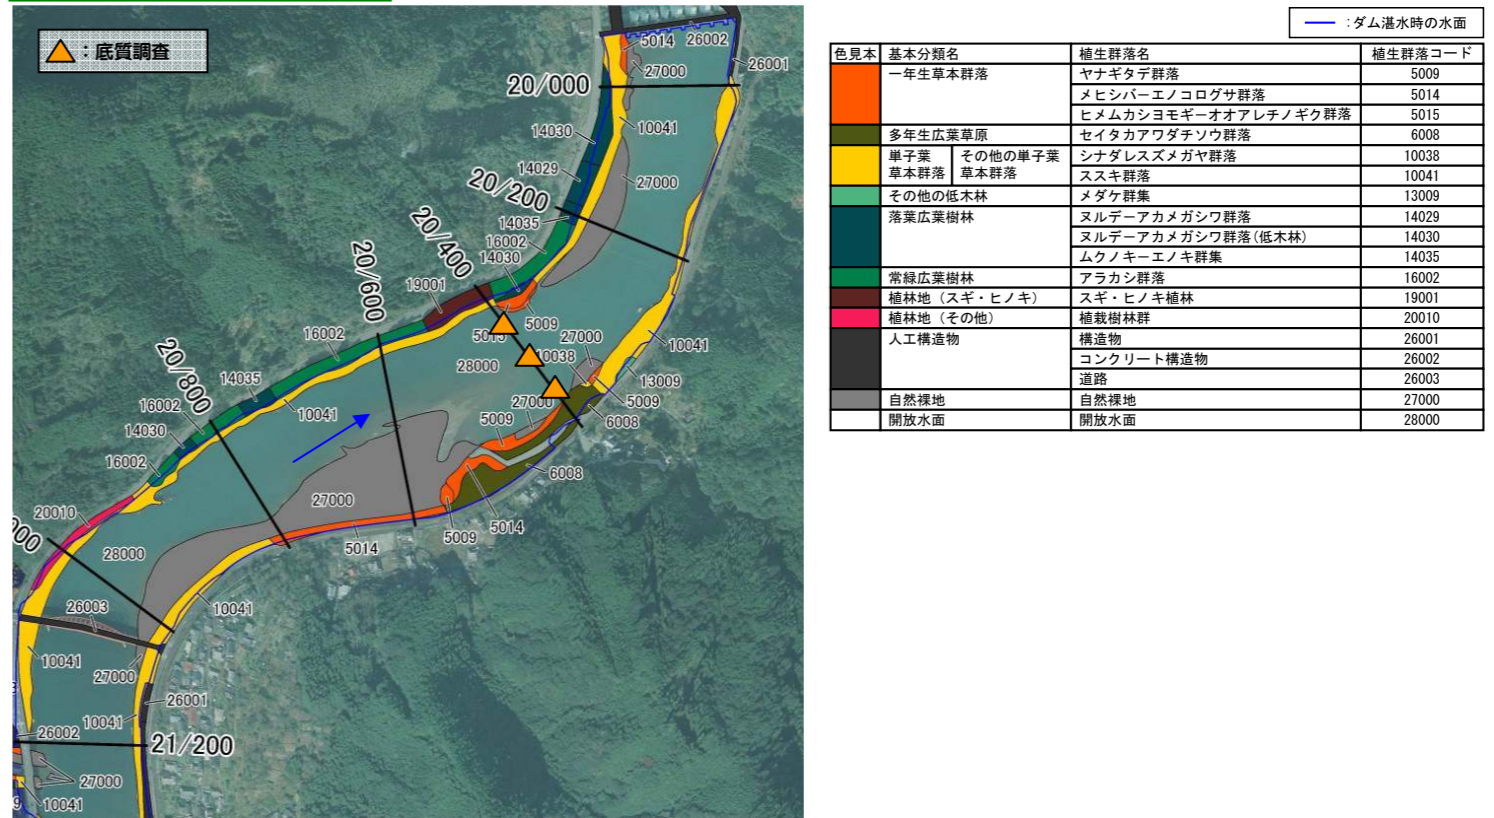 ：底質調査
：ダム湛水時の水面
色見本 基本分類名 植生群落名 植生群落コード
一年生草本群落 ヤナギタデ群落 5009
メヒシバーエノコログサ群落 5014
ヒメムカシヨモギーオオアレチノギク群落 5015
多年生広葉草原 セイタカアワダチソウ群落 6008
単子葉草本群落 その他の単子葉草本群落 シナダレスズメガヤ群落 10038
ススキ群落 10041
その他の低木林 メダケ群集 13009
落葉広葉樹林 ヌルデーアカメガシワ群落 14029
ヌルデーアカメガシワ群落(低木林) 14030
ムクノキーエノキ群集 14035
常緑広葉樹林 アラカシ群落 16002
植林地（スギ・ヒノキ） スギ・ヒノキ植林 19001
植林地（その他） 植栽樹林群 20010
人工構造物 構造物 26001
コンクリート構造物 26002
道路 26003
自然裸地 自然裸地 27000
開放水面 開放水面 28000
5014
26002
27000
26001
20/000
10041
14030
14029
27000
20/200
14035
16002
20/400
14030
19001
20/600
5009
27000
10041
16002
10038
28000
13009
14035
20/800
5009
16002
10041
27000
6008
14030
5009
16002
6008
27000
20010
5014
5009
5014
28000
26003
10041
10041
27000
26001
10041
26002
21/200
27000
10041